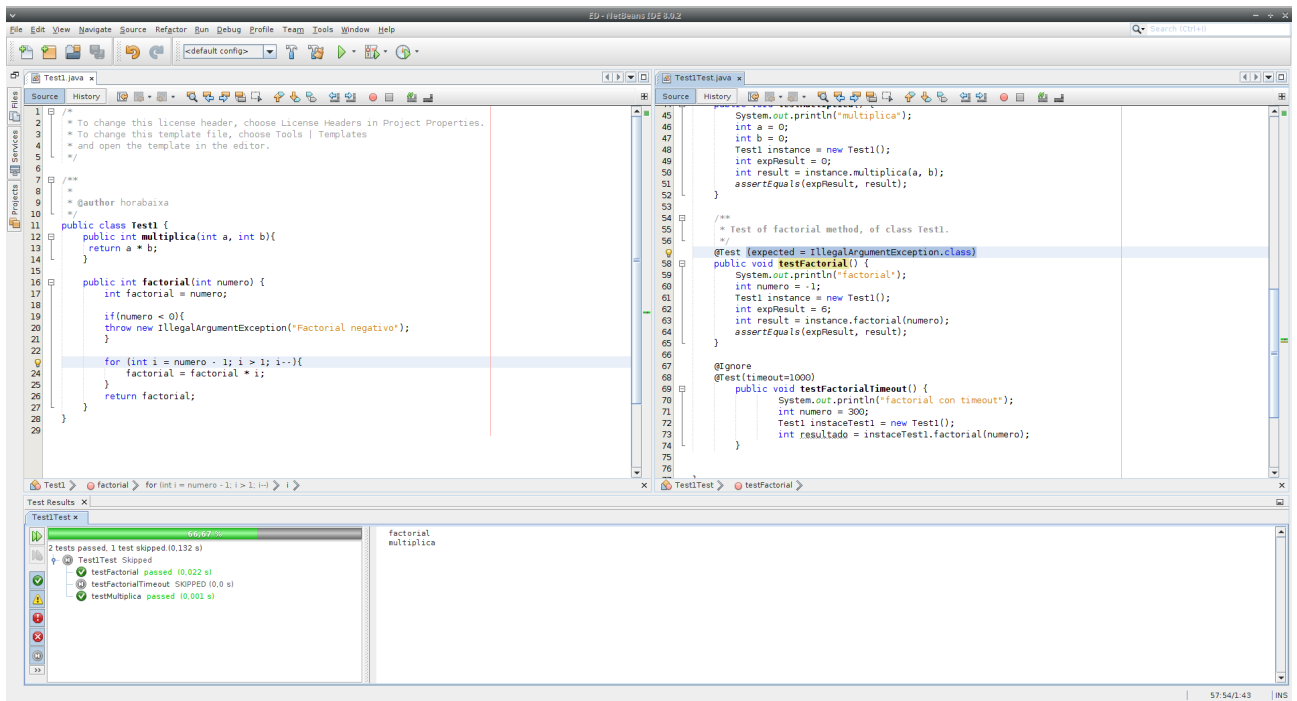 ED - NetBeans IDE 8.0.2
File Edit View Navigate Source Refactor Run Debug Profile Team Tools Window Help
Search (Ctrl+I)
<default config>
Files
Services
Projects
Test1.java
Source History
1 /*
2 * To change this license header, choose License Headers in Project Properties.
3 * To change this template file, choose Tools | Templates
4 * and open the template in the editor.
5 */
6
7 /**
8 *
9 * @author horabaixa
10 */
11 public class Test1 {
12 public int multiplica(int a, int b){
13 return a * b;
14 }
15
16 public int factorial(int numero) {
17 int factorial = numero;
18
19 if(numero < 0){
20 throw new IllegalArgumentException("Factorial negativo");
21 }
22
for (int i = numero - 1; i > 1; i--){
24 factorial = factorial * i;
25 }
26 return factorial;
27 }
28 }
29
Test1 factorial for (int i = numero - 1; i > 1; i--) i
Test1Test.java
Source History
45 System.out.println("multiplica");
46 int a = 0;
47 int b = 0;
48 Test1 instance = new Test1();
49 int expResult = 0;
50 int result = instance.multiplica(a, b);
51 assertEquals(expResult, result);
52 }
53
54 /**
55 * Test of factorial method, of class Test1.
56 */
@Test (expected = IllegalArgumentException.class)
58 public void testFactorial() {
59 System.out.println("factorial");
60 int numero = -1;
61 Test1 instance = new Test1();
62 int expResult = 6;
63 int result = instance.factorial(numero);
64 assertEquals(expResult, result);
65 }
66
67 @Ignore
68 @Test(timeout=1000)
69 public void testFactorialTimeout() {
70 System.out.println("factorial con timeout");
71 int numero = 300;
72 Test1 instaceTest1 = new Test1();
73 int resultado = instaceTest1.factorial(numero);
74 }
75
76
Test1Test testFactorial
Test Results
Test1Test
66,67 %
2 tests passed, 1 test skipped.(0,132 s)
Test1Test Skipped
testFactorial passed (0,022 s)
testFactorialTimeout SKIPPED (0,0 s)
testMultiplica passed (0,001 s)
factorial
multiplica
57:54/1:43 INS